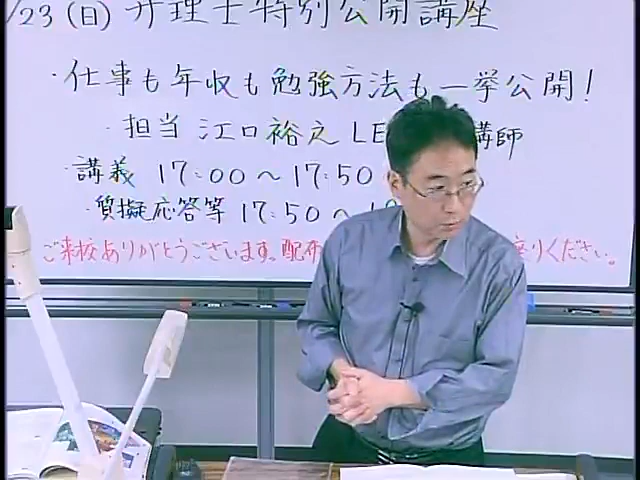 /23(日) 弁理士特別公開講座
・仕事も年収も勉強方法も一挙公開!
・担当 江口裕之 LE 講師
・講義 17:00～17:50
・質擬応答等 17:50～1
ご来校ありがとうございます。配布 座りください。